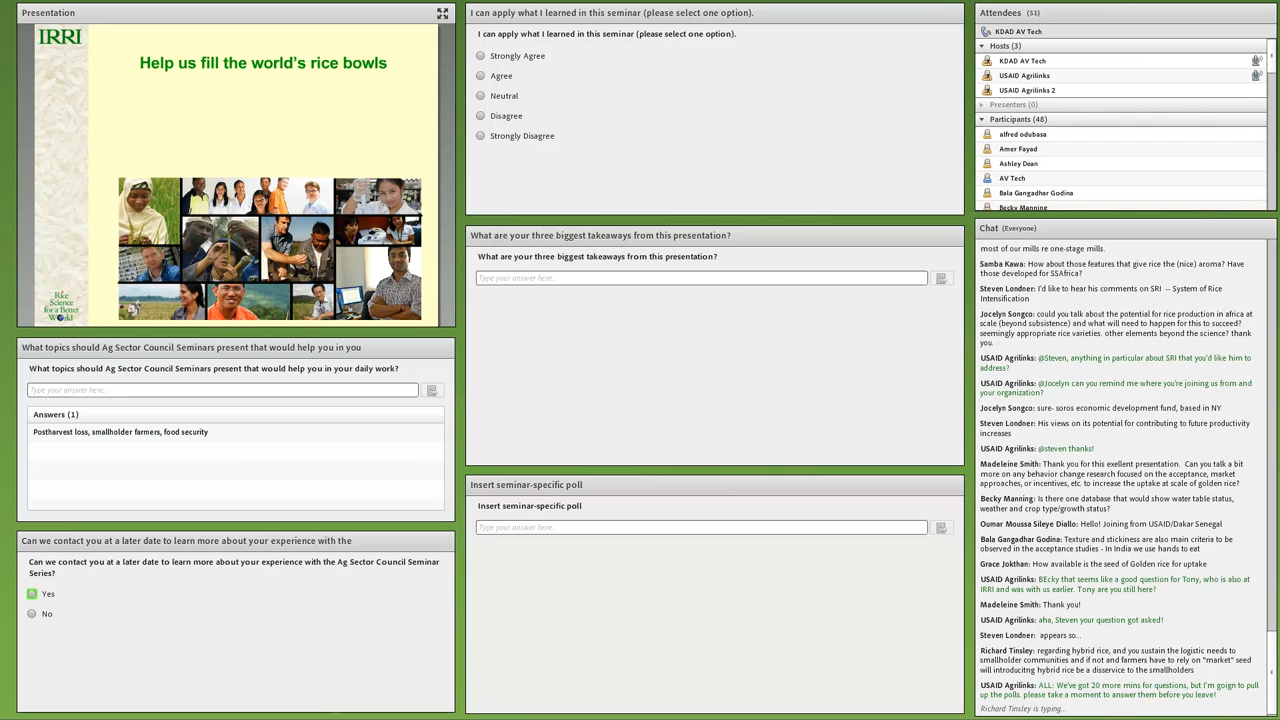 Presentation
IRRI
Help us fill the world's rice bowls
Rice
Science
for a Better
World
What topics should Ag Sector Council Seminars present that would help you in you
What topics should Ag Sector Council Seminars present that would help you in your daily work?
Type your answer here...
Answers (1)
Postharvest loss, smallholder farmers, food security
Can we contact you at a later date to learn more about your experience with the
Can we contact you at a later date to learn more about your experience with the Ag Sector Council Seminar
Series?
Yes
No
I can apply what I learned in this seminar (please select one option).
I can apply what I learned in this seminar (please select one option).
Strongly Agree
Agree
Neutral
Disagree
Strongly Disagree
What are your three biggest takeaways from this presentation?
What are your three biggest takeaways from this presentation?
Type your answer here...
Insert seminar-specific poll
Insert seminar-specific poll
Type your answer here...
Attendees (51)
KDAD AV Tech
Hosts (3)
KDAD AV Tech
USAID Agrilinks
USAID Agrilinks 2
Presenters (0)
Participants (48)
alfred odubasa
Amer Fayad
Ashley Dean
AV Tech
Bala Gangadhar Godina
Becky Manning
Chat (Everyone)
most of our mills re one-stage mills.
Samba Kawa: How about those features that give rice the (nice) aroma? Have
those developed for SSAfrica?
Steven Londner: I'd like to hear his comments on SRI -- System of Rice
Intensification
Jocelyn Songco: could you talk about the potential for rice production in africa at
scale (beyond subsistence) and what will need to happen for this to succeed?
seemingly appropriate rice varieties. other elements beyond the science? thank
you.
USAID Agrilinks: @Steven, anything in particular about SRI that you'd like him to
address?
USAID Agrilinks: @Jocelyn can you remind me where you're joining us from and
your organization?
Jocelyn Songco: sure- soros economic development fund, based in NY
Steven Londner: His views on its potential for contributing to future productivity
increases
USAID Agrilinks: @steven thanks!
Madeleine Smith: Thank you for this exellent presentation. Can you talk a bit
more on any behavior change research focused on the acceptance, market
approaches, or incentives, etc. to increase the uptake at scale of golden rice?
Becky Manning: Is there one database that would show water table status,
weather and crop type/growth status?
Oumar Moussa Sileye Diallo: Hello! Joining from USAID/Dakar Senegal
Bala Gangadhar Godina: Texture and stickiness are also main criteria to be
observed in the acceptance studies - In India we use hands to eat
Grace Jokthan: How available is the seed of Golden rice for uptake
USAID Agrilinks: BEcky that seems like a good question for Tony, who is also at
IRRI and was with us earlier. Tony are you still here?
Madeleine Smith: Thank you!
USAID Agrilinks: aha, Steven your question got asked!
Steven Londner: appears so...
Richard Tinsley: regarding hybrid rice, and you sustain the logistic needs to
smallholder communities and if not and farmers have to rely on "market" seed
will introducitng hybrid rice be a disservice to the smallholders
USAID Agrilinks: ALL: We've got 20 more mins for questions, but I'm goign to pull
up the polls. please take a moment to answer them before you leave!
Richard Tinsley is typing...